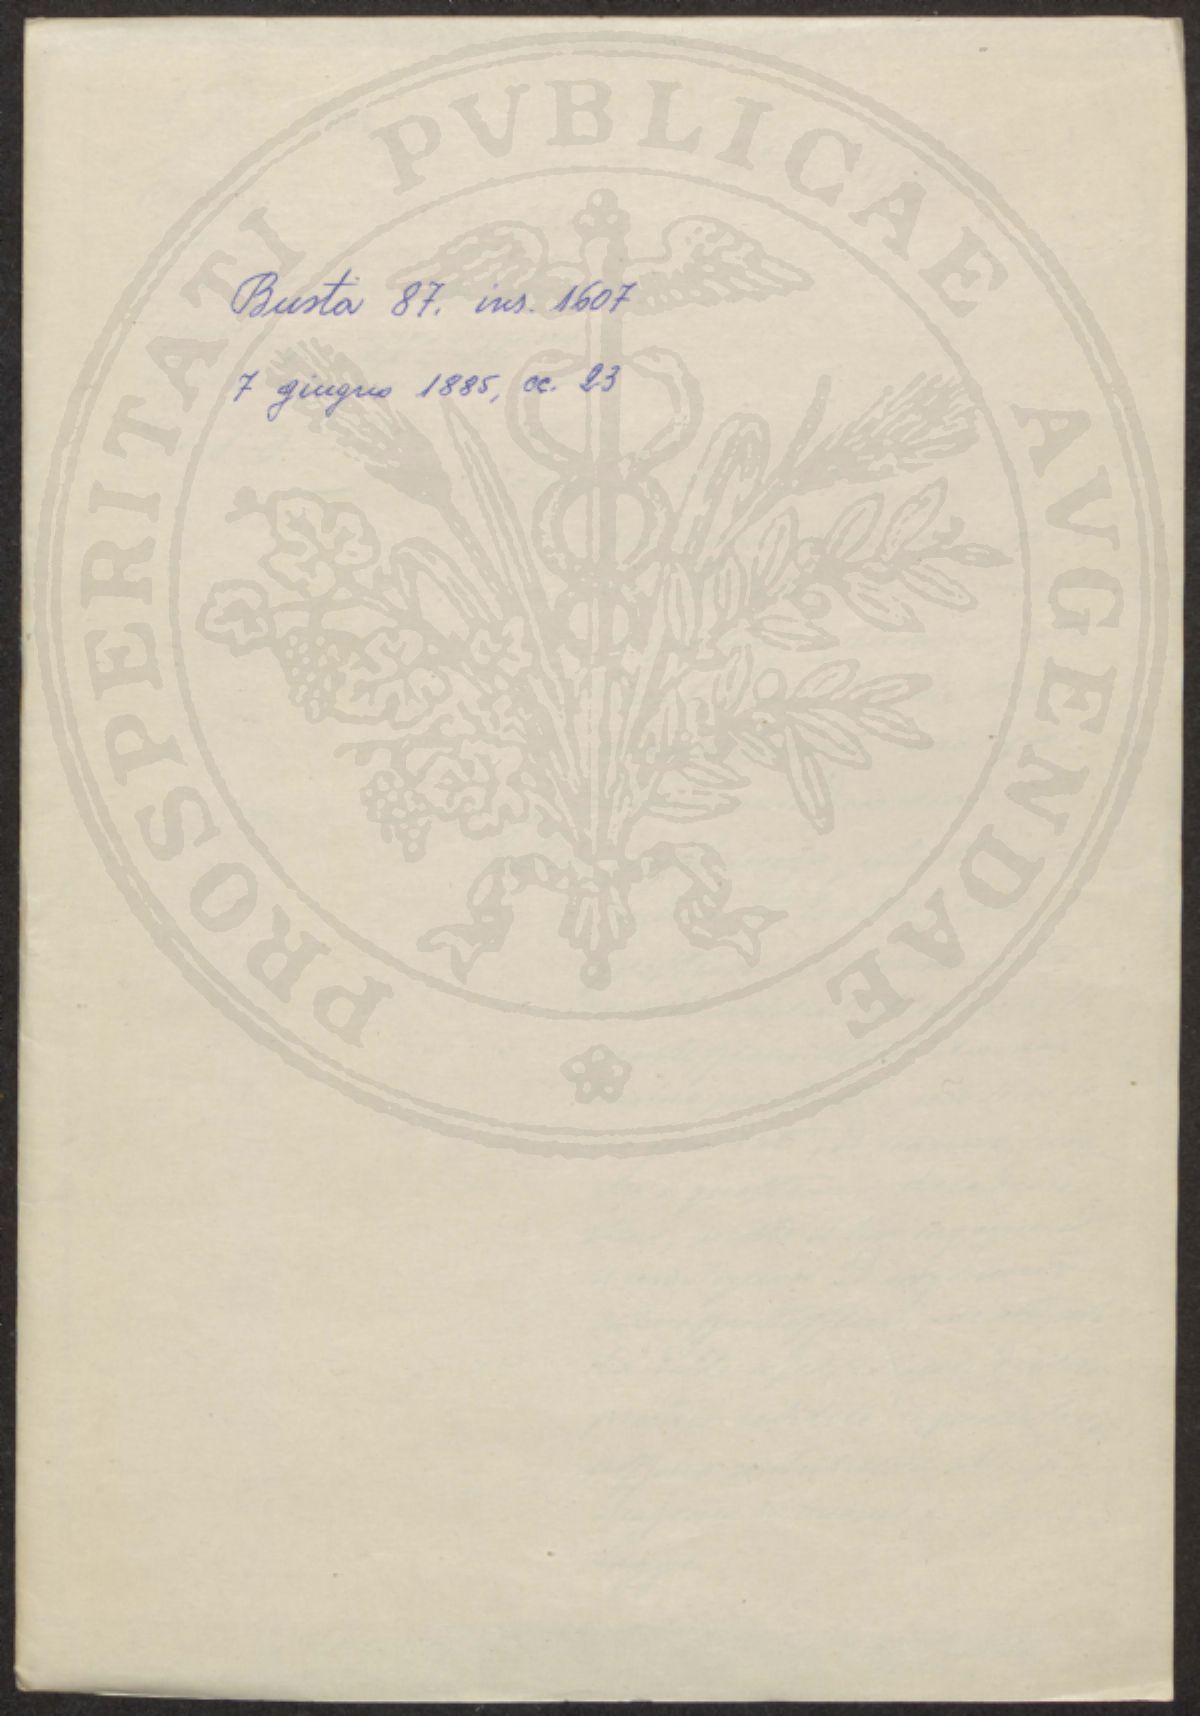 PROSPERITATI PVBLICAE AVGENDAE
Busta 87. ins. 1607
7 giugno 1885, cc. 23